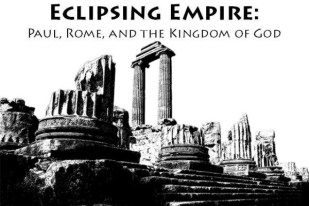 Eclipsing Empire:
Paul, Rome, and the Kingdom of God